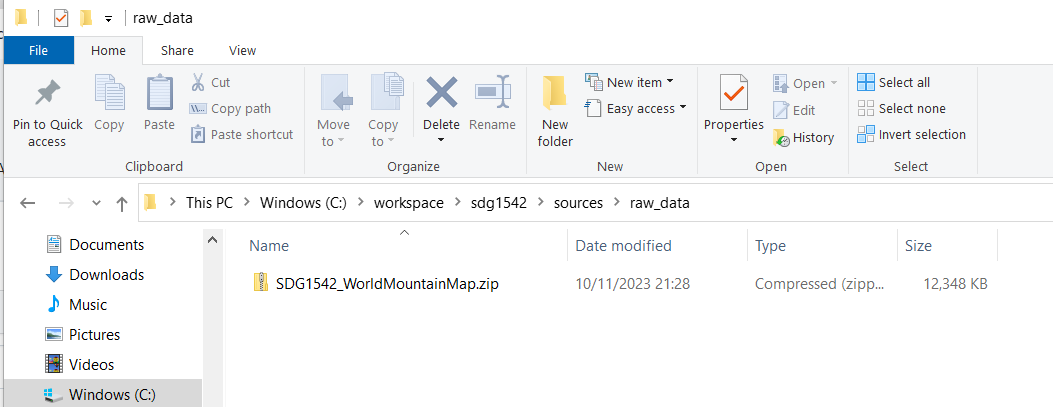 raw_data
File Home Share View
Pin to Quick access
Copy
Paste
Cut
Copy path
Paste shortcut
Clipboard
Move to
Copy to
Delete
Rename
Organize
New folder
New item
Easy access
New
Properties
Open
Edit
History
Open
Select all
Select none
Invert selection
Select
This PC > Windows (C:) > workspace > sdg1542 > sources > raw_data
Documents
Downloads
Music
Pictures
Videos
Windows (C:)
Name Date modified Type Size
SDG1542_WorldMountainMap.zip 10/11/2023 21:28 Compressed (zipp... 12,348 KB